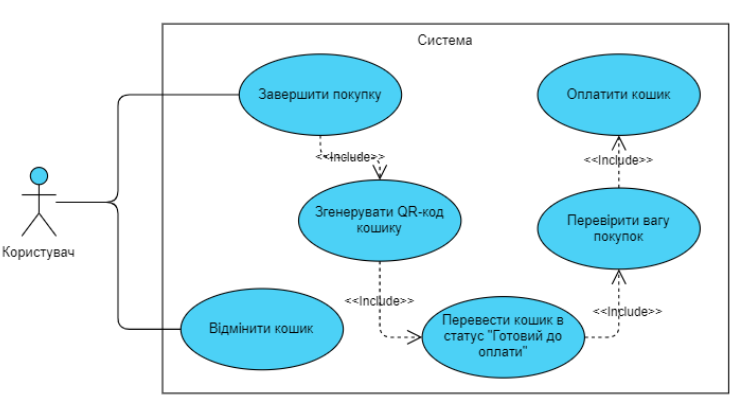 Система
Завершити покупку
Оплатити кошик
<<Include>>
<<Include>>
Згенерувати QR-код
кошику
Перевірити вагу
покупок
Користувач
<<Include>>
<<Include>>
Відмінити кошик
Перевести кошик в
статус "Готовий до
оплати"